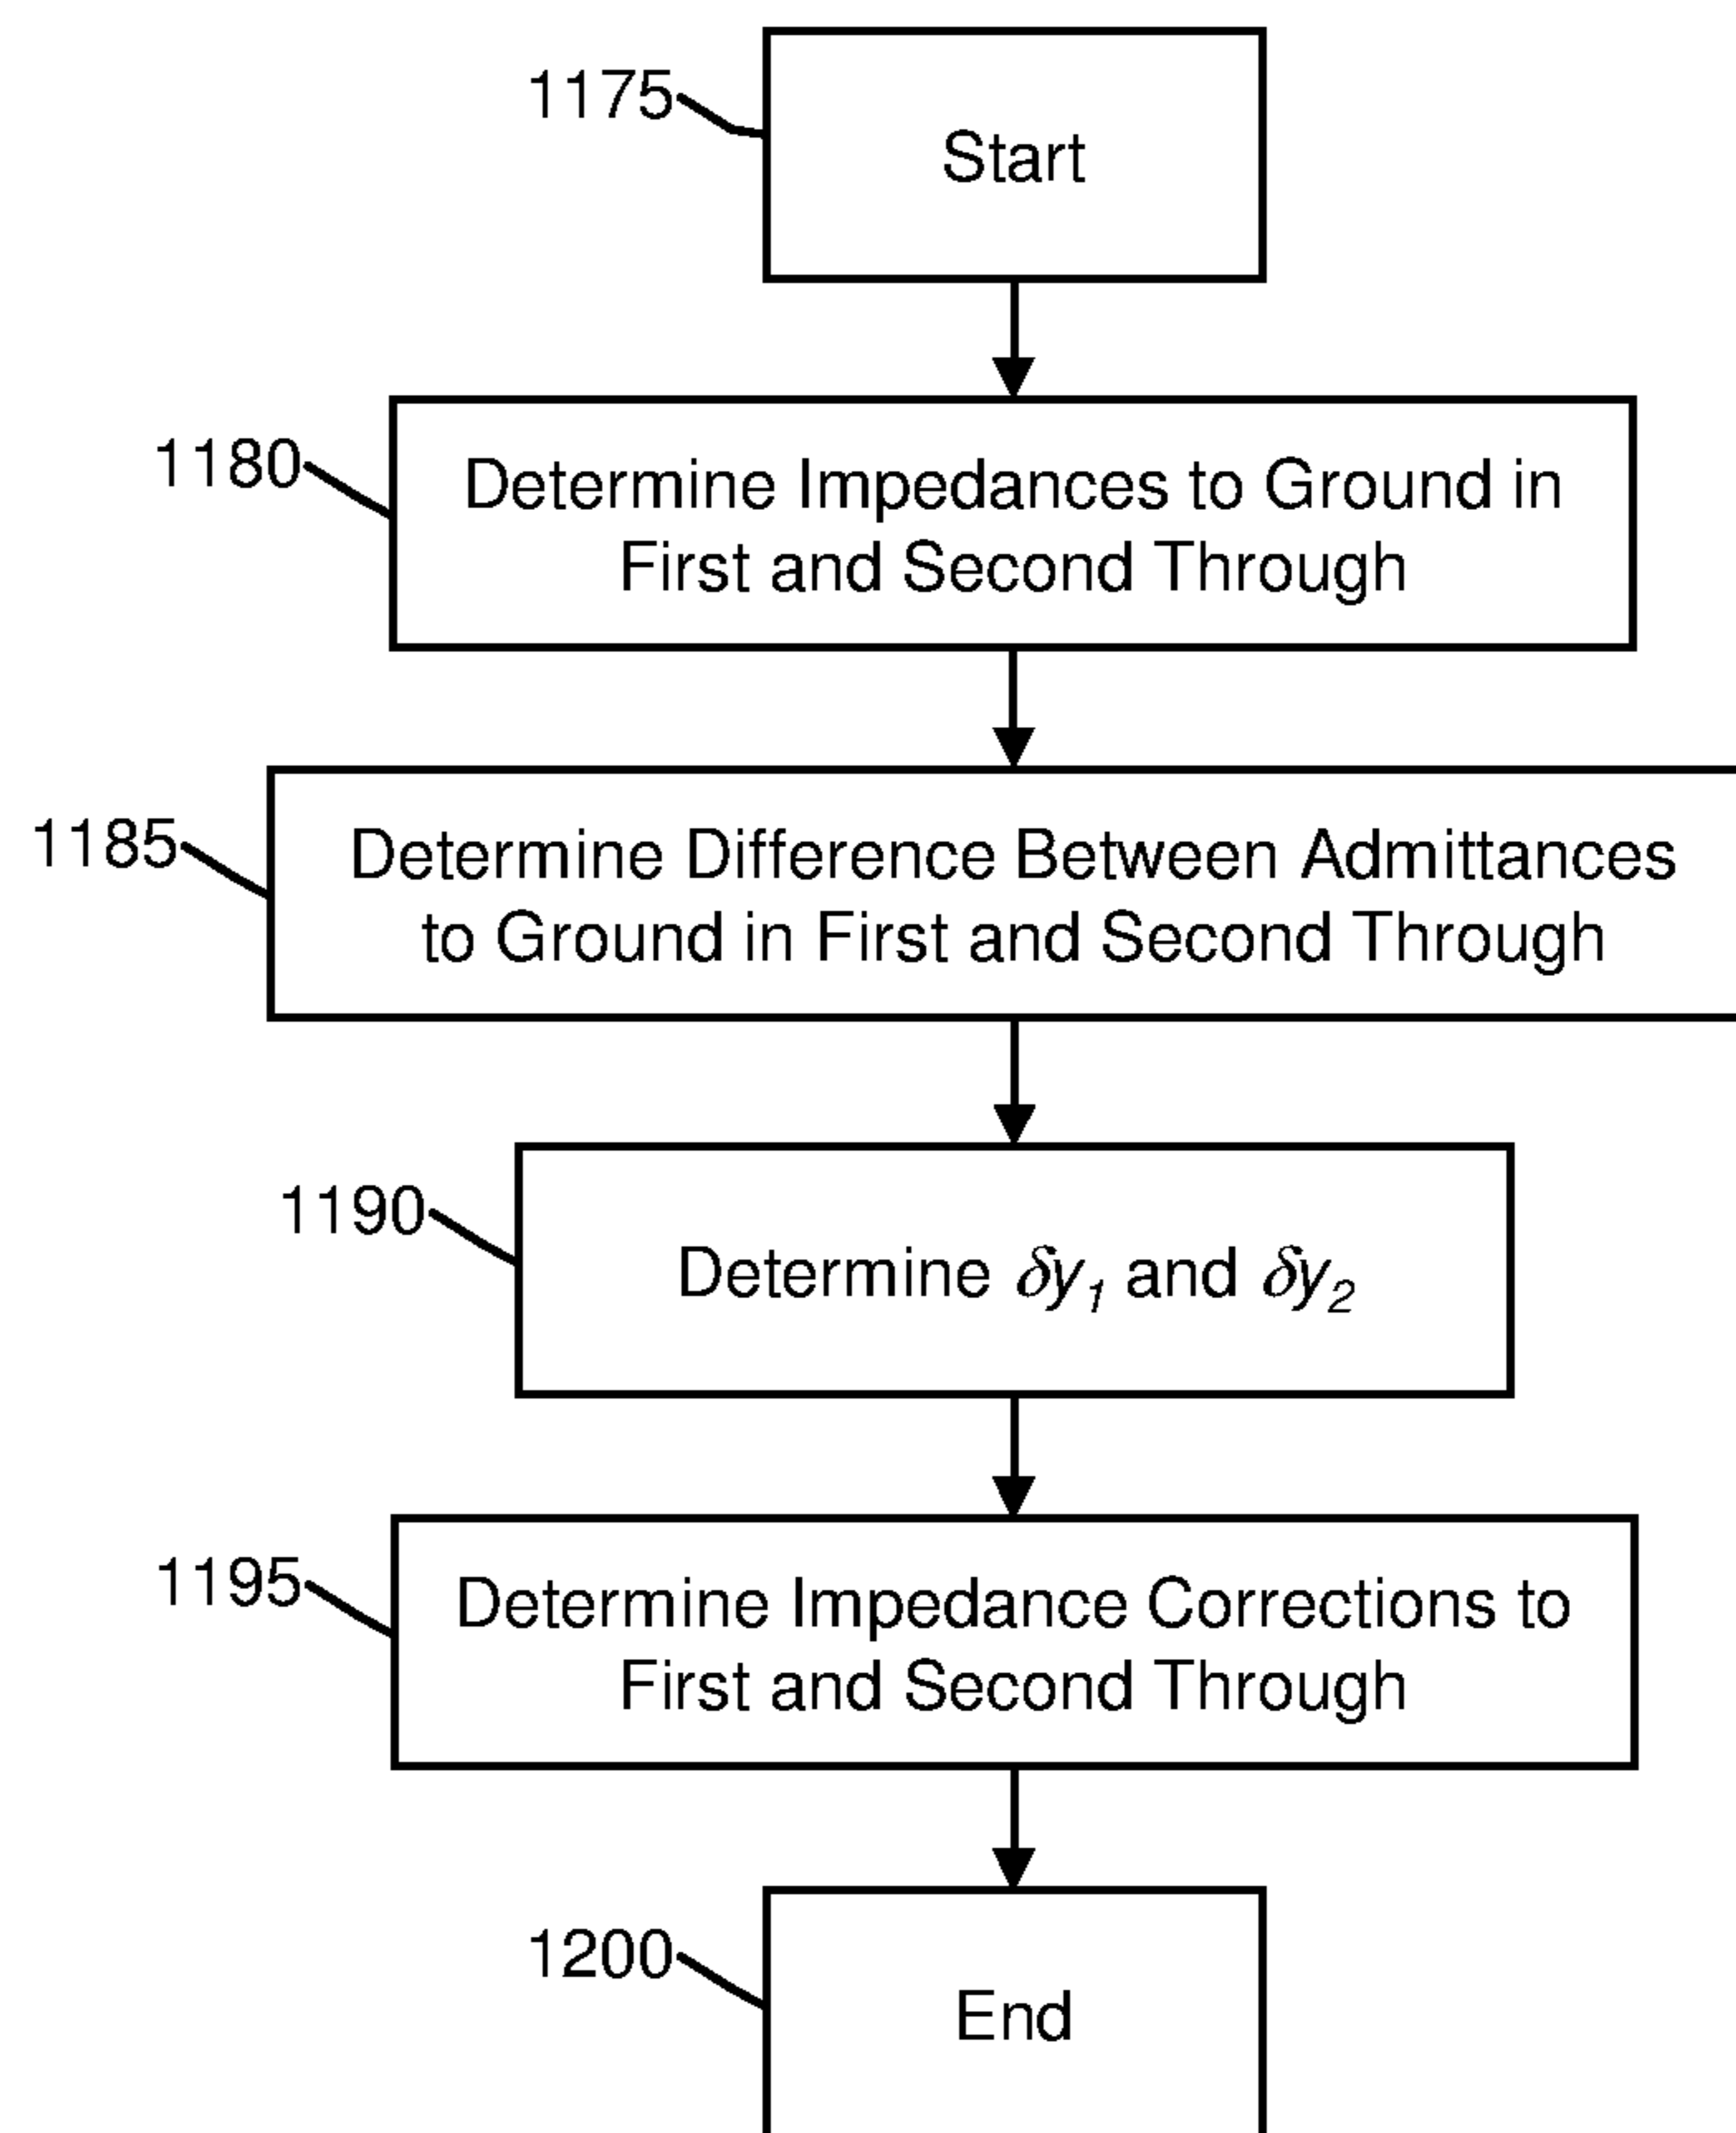 1175
Start
1180
Determine Impedances to Ground in
First and Second Through
1185
Determine Difference Between Admittances
to Ground in First and Second Through
1190
Determine δy₁ and δy₂
1195
Determine Impedance Corrections to
First and Second Through
1200
End